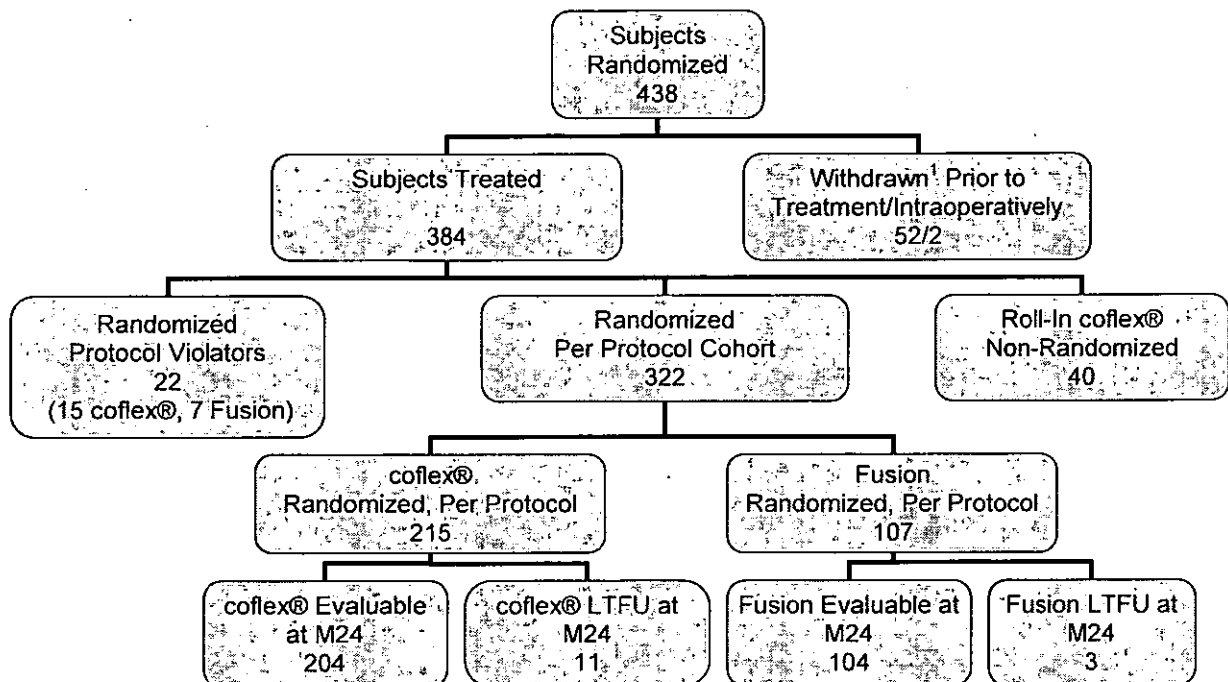 Subjects
Randomized
438
Subjects Treated
384
Withdrawn¹ Prior to
Treatment/Intraoperatively
52/2
Randomized
Protocol Violators
22
(15 coflex®, 7 Fusion)
Randomized
Per Protocol Cohort
322
Roll-In coflex®
Non-Randomized
40
coflex®
Randomized, Per Protocol
215
Fusion
Randomized, Per Protocol
107
coflex® Evaluable
at M24
204
coflex® LTFU at
M24
11
Fusion Evaluable at
M24
104
Fusion LTFU at
M24
3